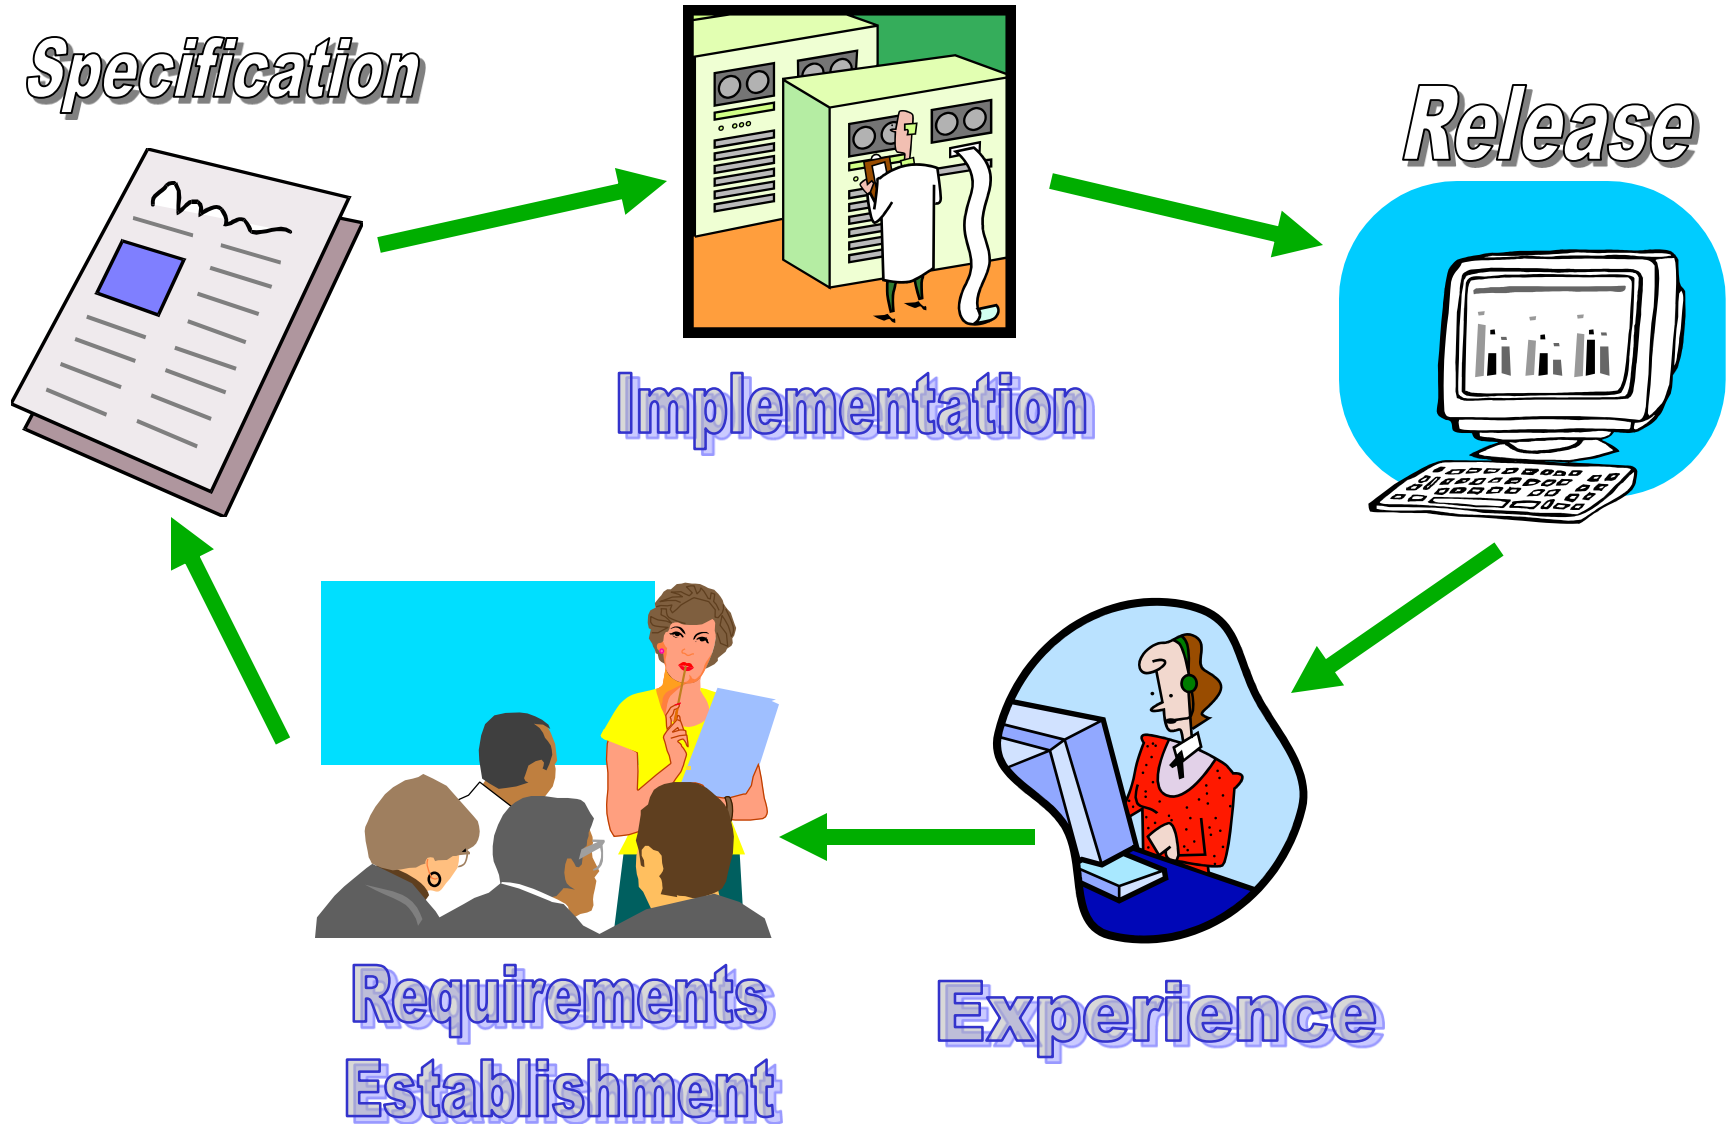 Specification
Release
Implementation
Requirements
Establishment
Experience